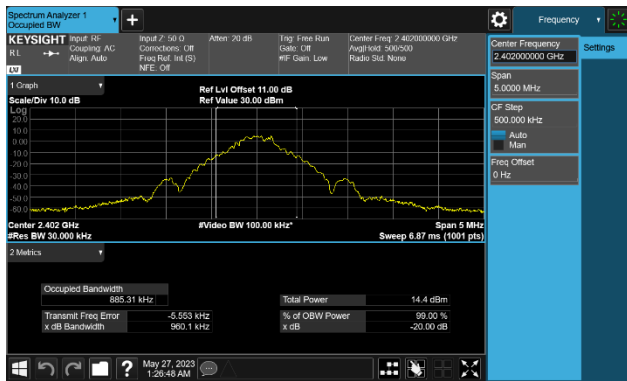 Spectrum Analyzer 1
Occupied BW
Frequency
KEYSIGHT
Input: RF
Coupling: AC
Align: Auto
Input Z: 50 Ω
Corrections: Off
Freq Ref: Int (S)
NFE: Off
Atten: 20 dB
Trig: Free Run
Gate: Off
#IF Gain: Low
Center Freq: 2.402000000 GHz
Avg|Hold: 500/500
Radio Std: None
LXI
Center Frequency
2.402000000 GHz
Settings
Span
5.0000 MHz
CF Step
500.000 kHz
Auto
Man
Freq Offset
0 Hz
1 Graph
Scale/Div 10.0 dB
Ref Lvl Offset 11.00 dB
Ref Value 30.00 dBm
Log
20.0
10.0
0.00
-10.0
-20.0
-30.0
-40.0
-50.0
-60.0
Center 2.402 GHz
#Res BW 30.000 kHz
#Video BW 100.00 kHz*
Span 5 MHz
Sweep 6.87 ms (1001 pts)
2 Metrics
Occupied Bandwidth
885.31 kHz
Total Power 14.4 dBm
Transmit Freq Error -5.553 kHz
% of OBW Power 99.00 %
x dB Bandwidth 960.1 kHz
x dB -20.00 dB
?
May 27, 2023
1:26:48 AM